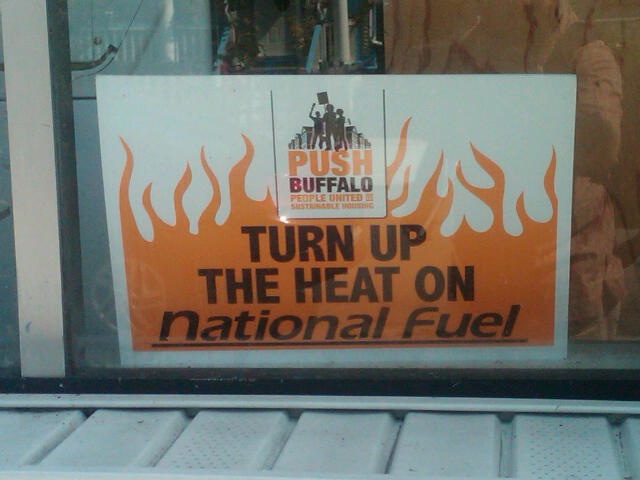 PUSH
BUFFALO
PEOPLE UNITED for
SUSTAINABLE HOUSING
TURN UP
THE HEAT ON
National Fuel